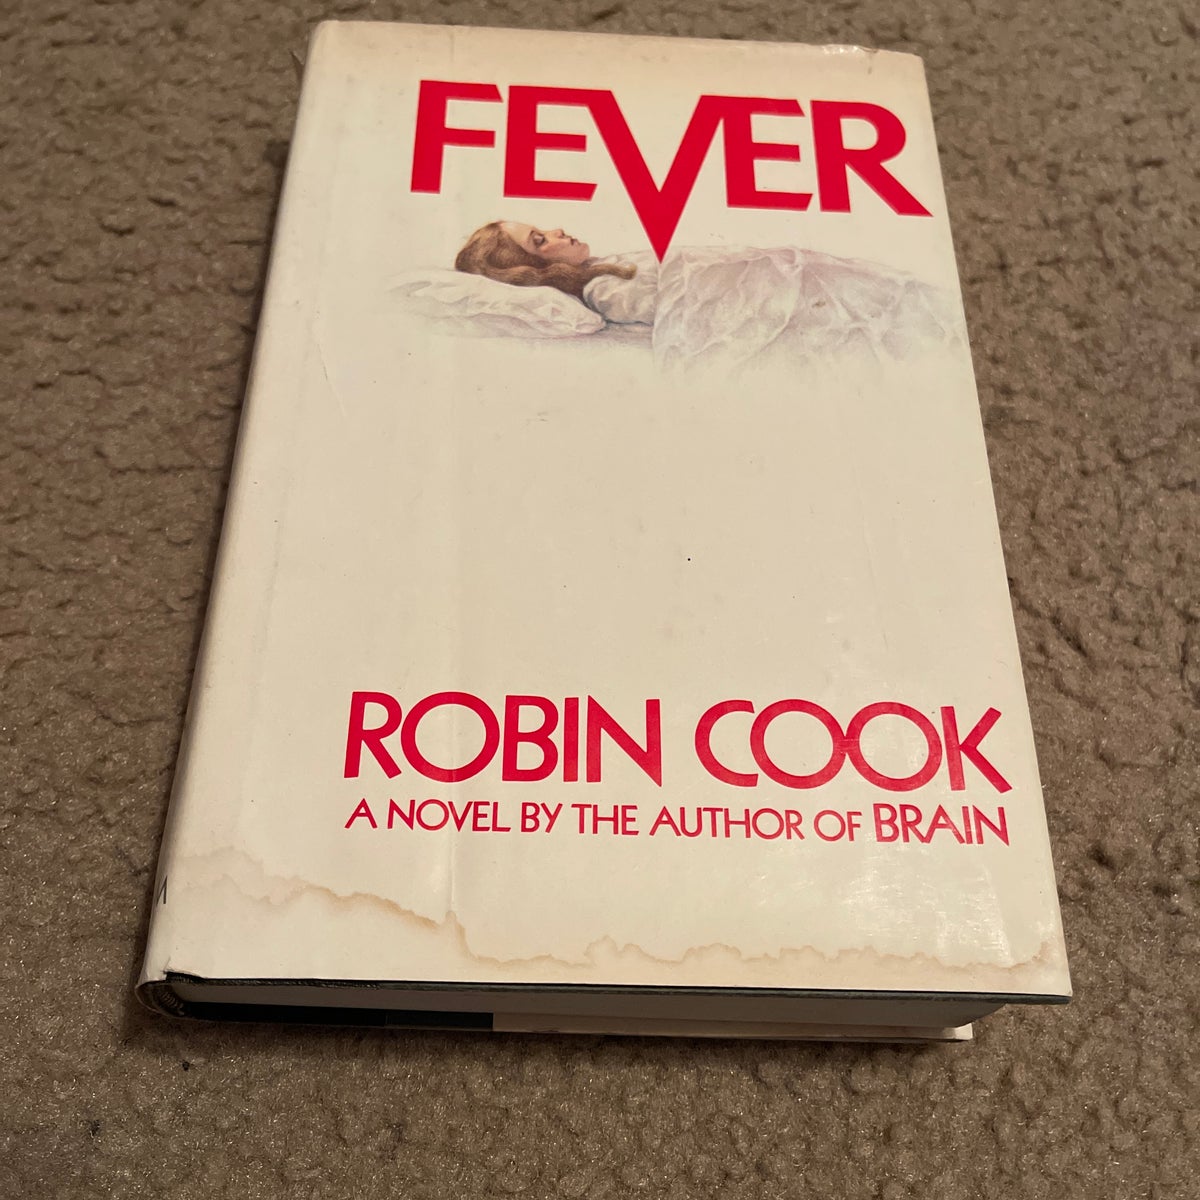 FEVER
ROBIN COOK
A NOVEL BY THE AUTHOR OF BRAIN